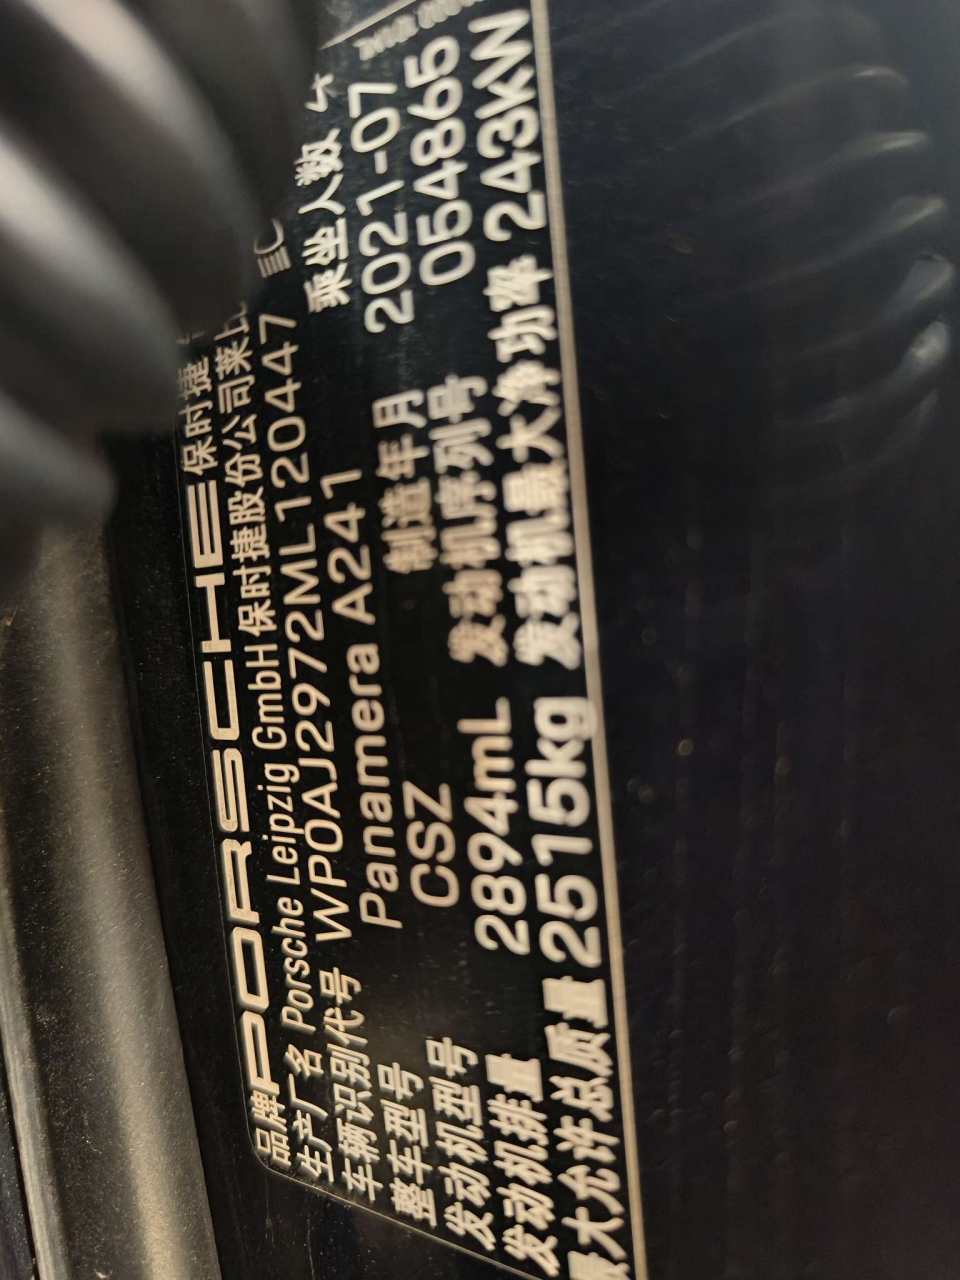 品牌 PORSCHE 保时捷
生产厂名 Porsche Leipzig GmbH 保时捷股份公司莱比
车辆识别代号 WP0AJ2972ML120447
乘坐人数
整车型号 Panamera A241
制造年月 2021-07
发动机型号 CSZ
发动机序列号 054865
发动机排量 2894mL
发动机最大净功率 243kW
最大允许总质量 2515kg